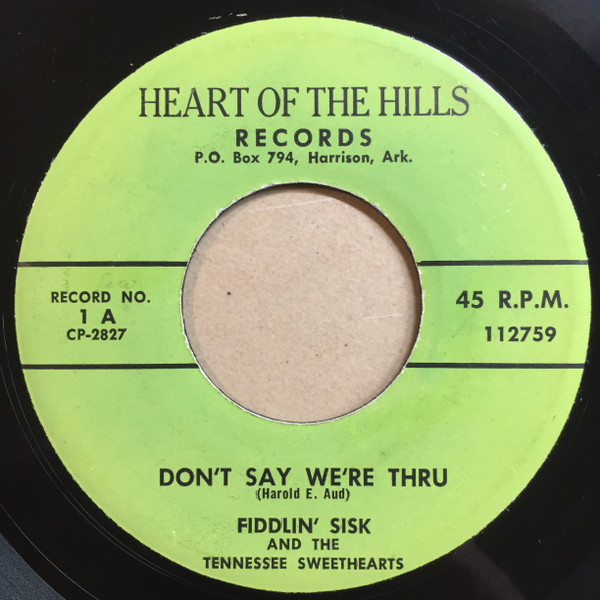 HEART OF THE HILLS
RECORDS
P.O. Box 794, Harrison, Ark.
RECORD NO.
1 A
CP-2827
45 R.P.M.
112759
DON'T SAY WE'RE THRU
(Harold E. Aud)
FIDDLIN' SISK
AND THE
TENNESSEE SWEETHEARTS